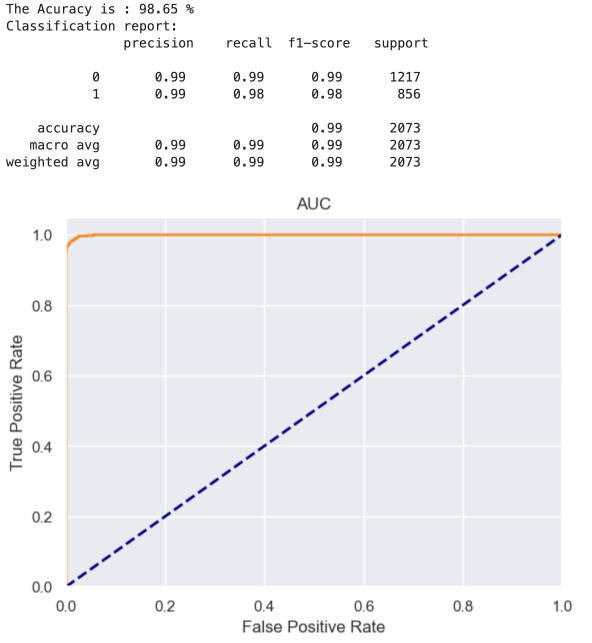 The Acuracy is : 98.65 %
Classification report:
precision recall f1-score support
0 0.99 0.99 0.99 1217
1 0.99 0.98 0.98 856
accuracy 0.99 2073
macro avg 0.99 0.99 0.99 2073
weighted avg 0.99 0.99 0.99 2073
AUC
1.0
0.8
0.6
0.4
0.2
0.0
True Positive Rate
0.0 0.2 0.4 0.6 0.8 1.0
False Positive Rate